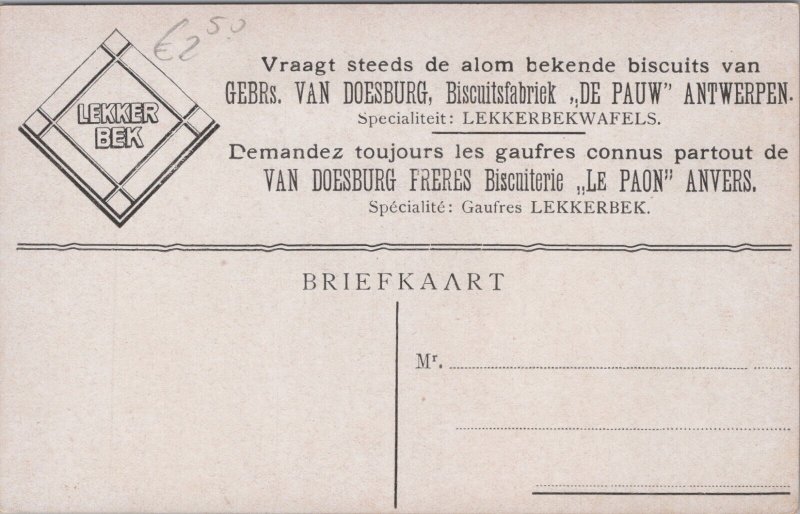 €2 50
LEKKER
BEK
Vraagt steeds de alom bekende biscuits van
GEBRs. VAN DOESBURG, Biscuitsfabriek „DE PAUW” ANTWERPEN.
Specialiteit: LEKKERBEKWAFELS.
Demandez toujours les gaufres connus partout de
VAN DOESBURG FRERES Biscuiterie „LE PAON” ANVERS.
Spécialité: Gaufres LEKKERBEK.
BRIEFKAART
Mr.